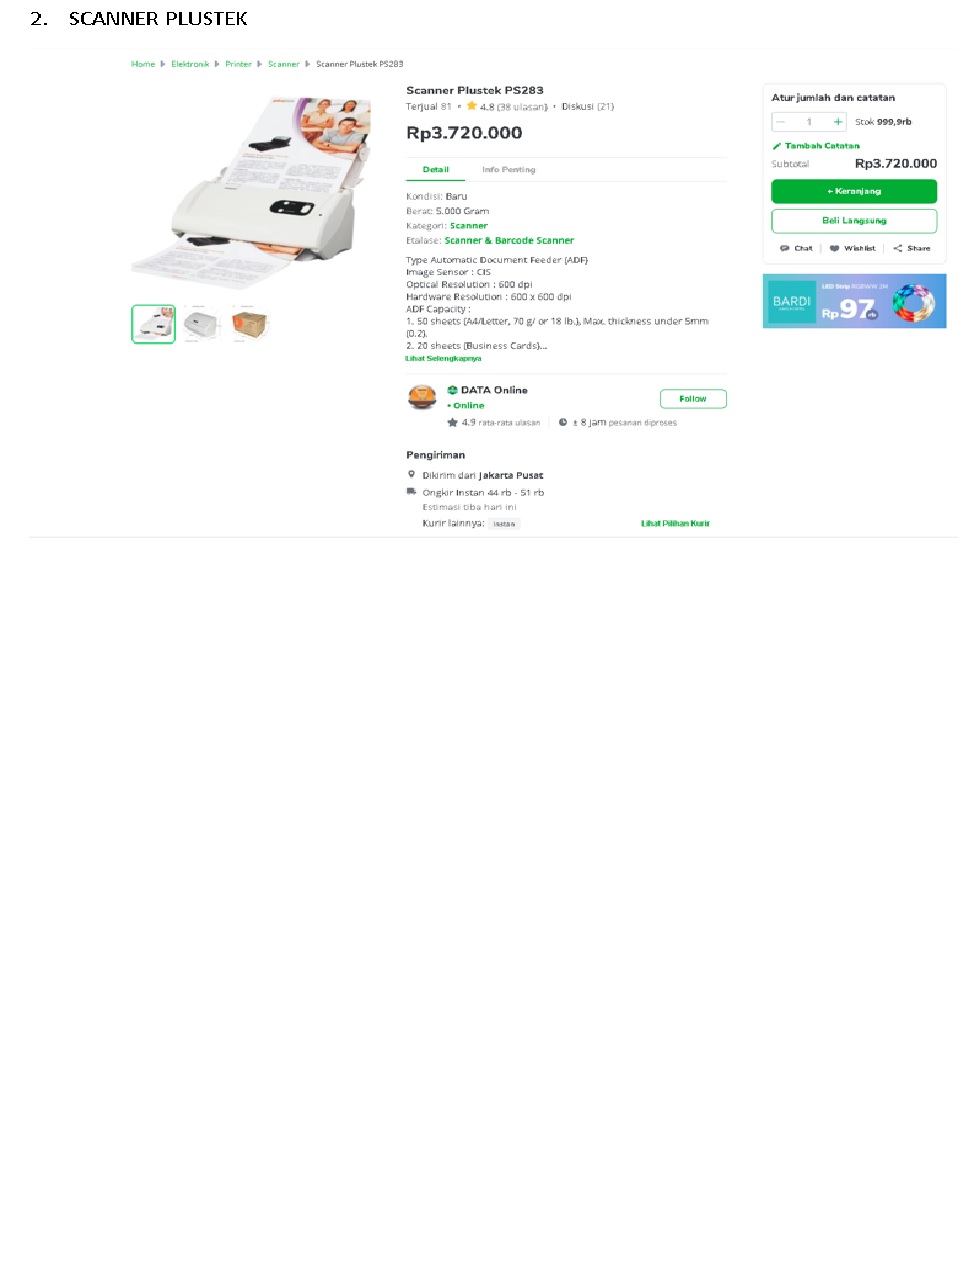 2. SCANNER PLUSTEK
Home Elektronik Printer Scanner Scanner Plustek PS283
Scanner Plustek PS283
Terjual 81 • 4.8 (38 ulasan) • Diskusi (21)
Rp3.720.000
Detail Info Penting
Kondisi: Baru
Berat: 5.000 Gram
Kategori: Scanner
Etalase: Scanner & Barcode Scanner
Type Automatic Document Feeder (ADF)
Image Sensor : CIS
Optical Resolution : 600 dpi
Hardware Resolution : 600 x 600 dpi
ADF Capacity :
1. 50 sheets (A4/Letter, 70 g/ or 18 lb.), Max. thickness under 5mm
(0.2).
2. 20 sheets (Business Cards)...
Lihat Selengkapnya
DATA Online
• Online
Follow
4.9 rata-rata ulasan ± 8 jam pesanan diproses
Pengiriman
Dikirim dari Jakarta Pusat
Ongkir Instan 44 rb - 51 rb
Estimasi tiba hari ini
Kurir lainnya: Instan
Lihat Pilihan Kurir
Atur jumlah dan catatan
1 Stok 999,9rb
Tambah Catatan
Subtotal Rp3.720.000
+ Keranjang
Beli Langsung
Chat Wishlist Share
BARDI
LED Strip RGBWW 2M
Rp97rb